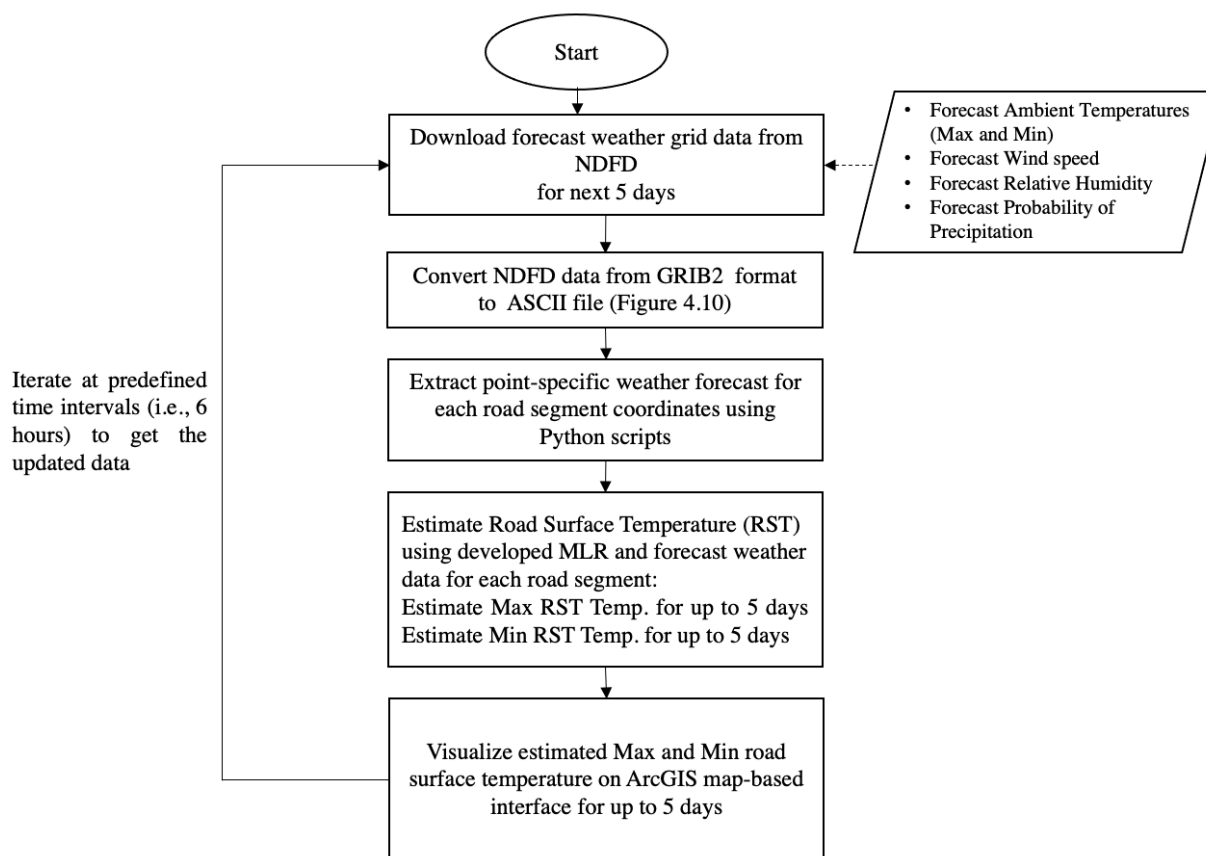 Start
Download forecast weather grid data from
NDFD
for next 5 days
• Forecast Ambient Temperatures
(Max and Min)
• Forecast Wind speed
• Forecast Relative Humidity
• Forecast Probability of
Precipitation
Convert NDFD data from GRIB2 format
to ASCII file (Figure 4.10)
Extract point-specific weather forecast for
each road segment coordinates using
Python scripts
Iterate at predefined
time intervals (i.e., 6
hours) to get the
updated data
Estimate Road Surface Temperature (RST)
using developed MLR and forecast weather
data for each road segment:
Estimate Max RST Temp. for up to 5 days
Estimate Min RST Temp. for up to 5 days
Visualize estimated Max and Min road
surface temperature on ArcGIS map-based
interface for up to 5 days